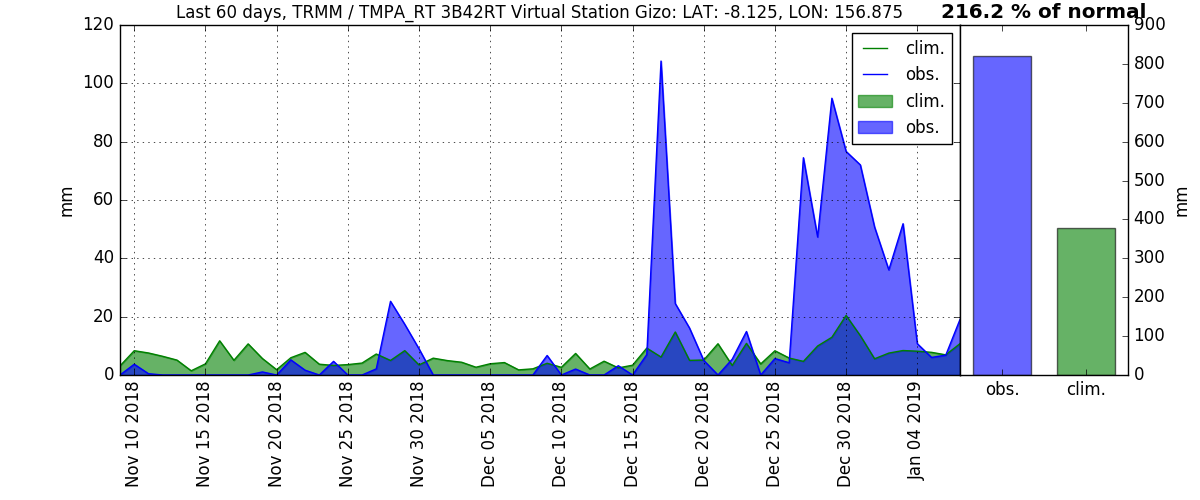 Last 60 days, TRMM / TMPA_RT 3B42RT Virtual Station Gizo: LAT: -8.125, LON: 156.875
216.2 % of normal
120
100
80
60
40
20
0
mm
clim.
obs.
clim.
obs.
Nov 10 2018
Nov 15 2018
Nov 20 2018
Nov 25 2018
Nov 30 2018
Dec 05 2018
Dec 10 2018
Dec 15 2018
Dec 20 2018
Dec 25 2018
Dec 30 2018
Jan 04 2019
900
800
700
600
500
400
300
200
100
0
mm
obs.
clim.